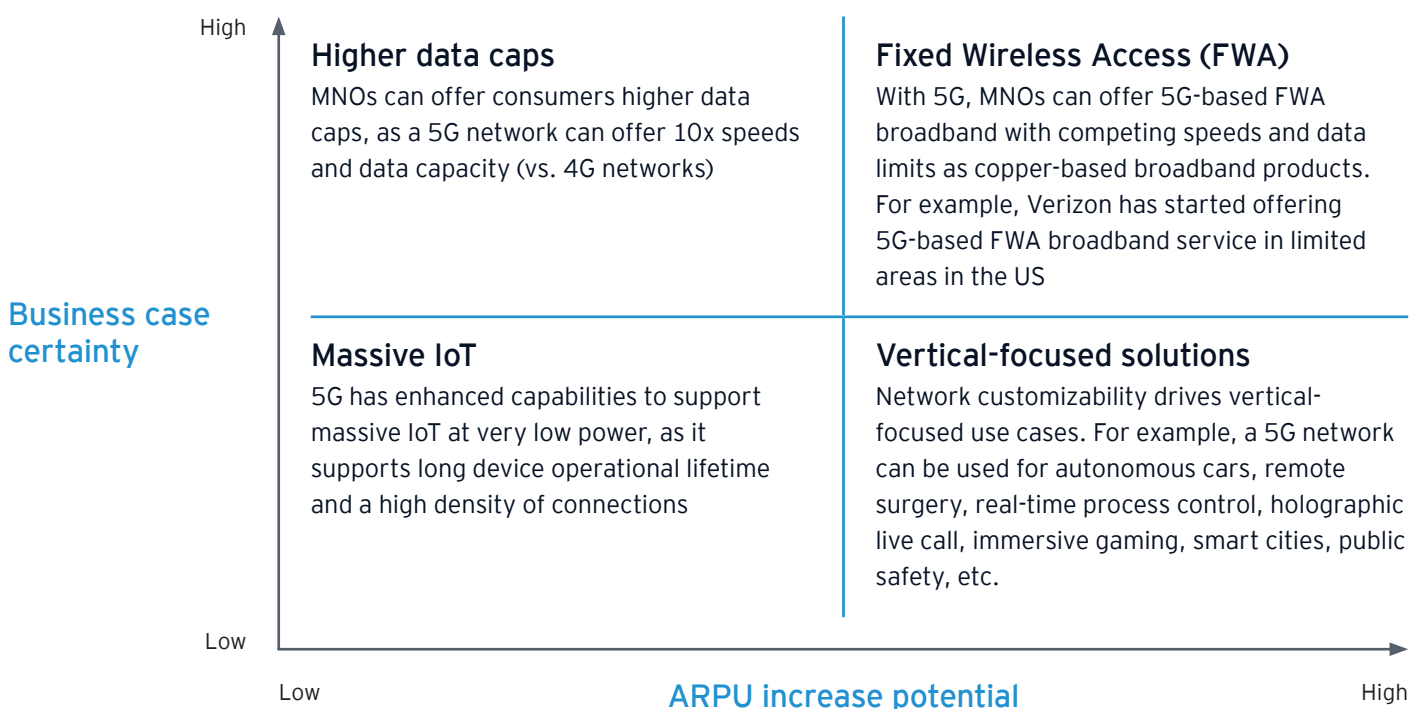 High
Higher data caps
MNOs can offer consumers higher data
caps, as a 5G network can offer 10x speeds
and data capacity (vs. 4G networks)
Fixed Wireless Access (FWA)
With 5G, MNOs can offer 5G-based FWA
broadband with competing speeds and data
limits as copper-based broadband products.
For example, Verizon has started offering
5G-based FWA broadband service in limited
areas in the US
Business case
certainty
Massive IoT
5G has enhanced capabilities to support
massive IoT at very low power, as it
supports long device operational lifetime
and a high density of connections
Vertical-focused solutions
Network customizability drives vertical-
focused use cases. For example, a 5G network
can be used for autonomous cars, remote
surgery, real-time process control, holographic
live call, immersive gaming, smart cities, public
safety, etc.
Low
Low
ARPU increase potential
High